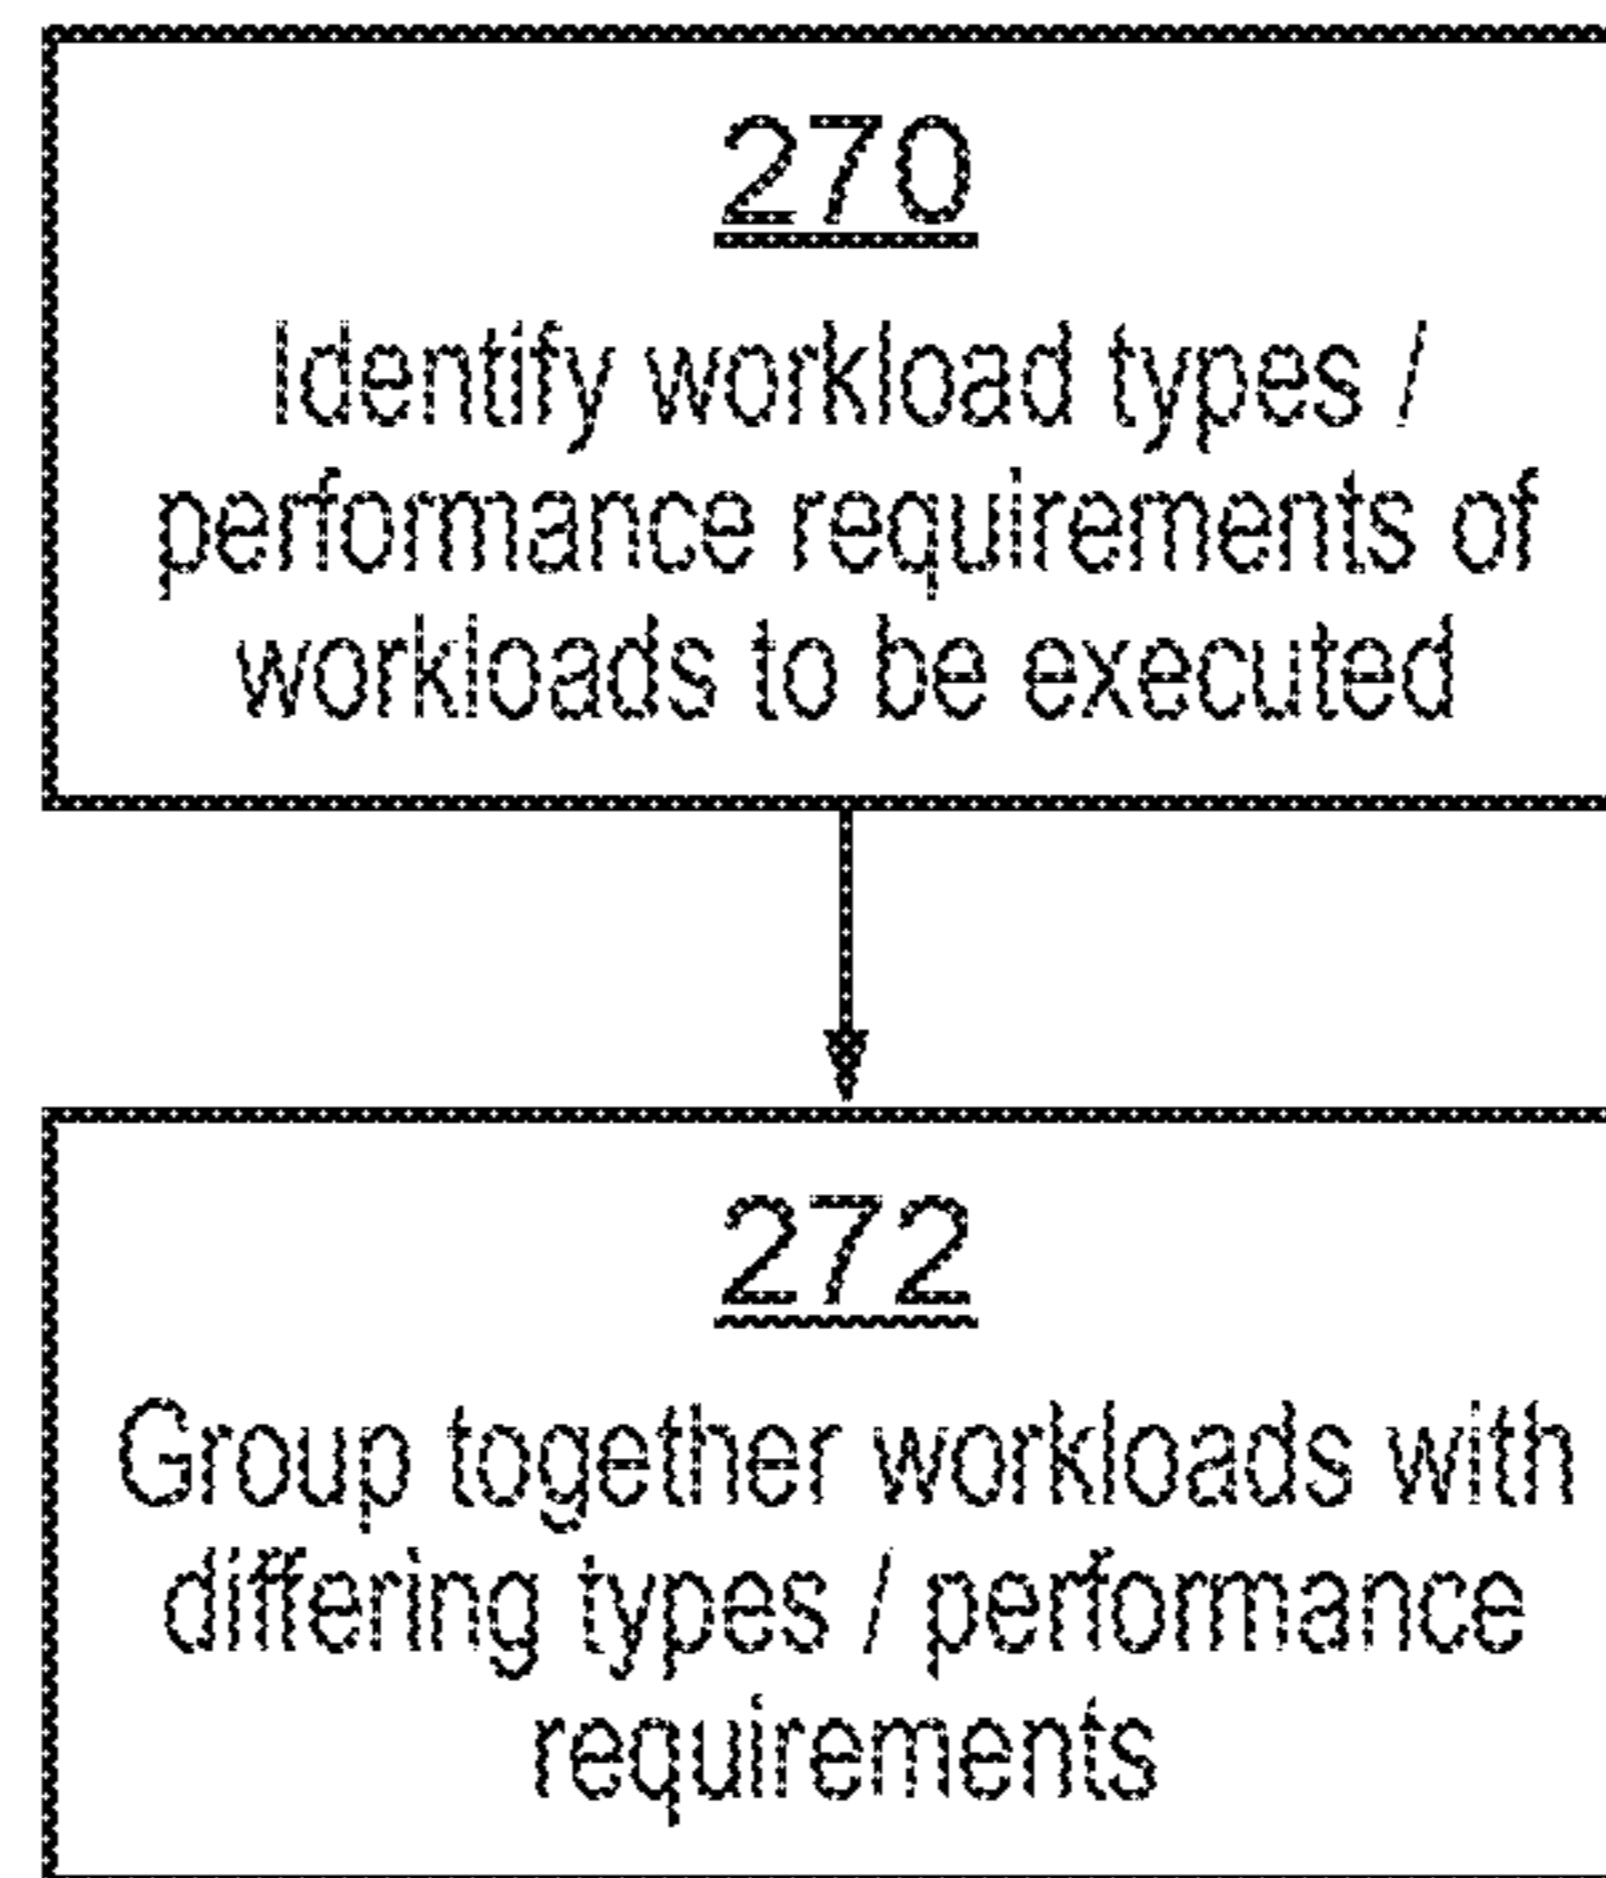 270
Identify workload types /
performance requirements of
workloads to be executed
272
Group together workloads with
differing types / performance
requirements